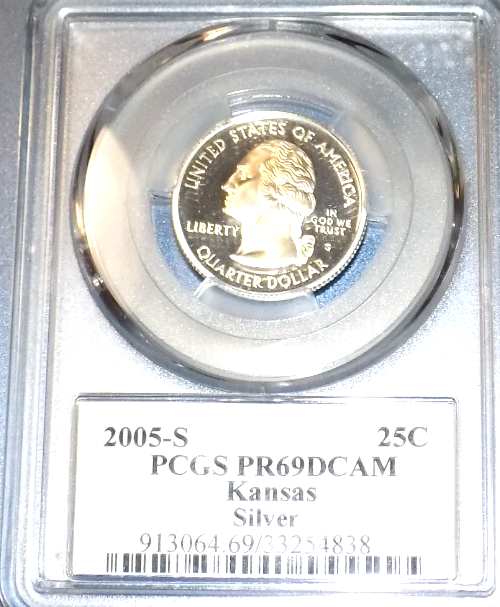 UNITED STATES OF AMERICA
LIBERTY
IN
GOD WE
TRUST
S
QUARTER DOLLAR
2005-S 25C
PCGS PR69DCAM
Kansas
Silver
913064.69/33254838